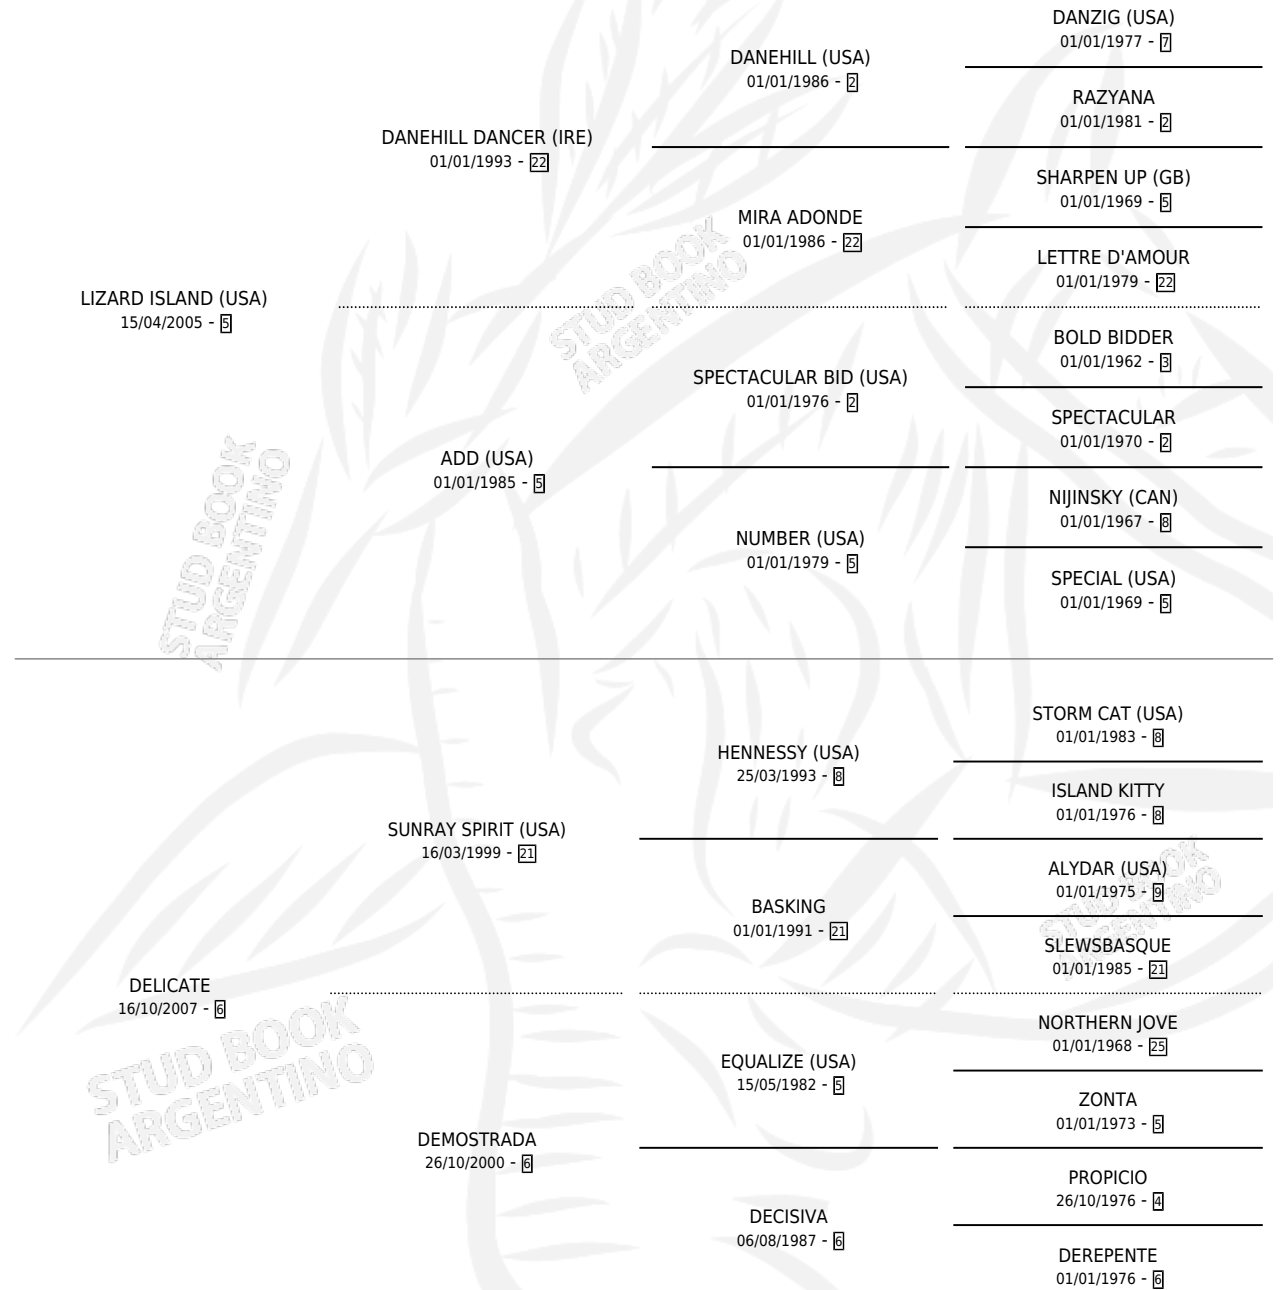 DANZIG (USA)
01/01/1977 - 7
DANEHILL (USA)
01/01/1986 - 2
RAZYANA
01/01/1981 - 2
DANEHILL DANCER (IRE)
01/01/1993 - 22
SHARPEN UP (GB)
01/01/1969 - 5
MIRA ADONDE
01/01/1986 - 22
LETTRE D'AMOUR
01/01/1979 - 22
LIZARD ISLAND (USA)
15/04/2005 - 5
BOLD BIDDER
01/01/1962 - 3
SPECTACULAR BID (USA)
01/01/1976 - 2
SPECTACULAR
01/01/1970 - 2
ADD (USA)
01/01/1985 - 5
NIJINSKY (CAN)
01/01/1967 - 8
NUMBER (USA)
01/01/1979 - 5
SPECIAL (USA)
01/01/1969 - 5
STORM CAT (USA)
01/01/1983 - 8
HENNESSY (USA)
25/03/1993 - 8
ISLAND KITTY
01/01/1976 - 8
SUNRAY SPIRIT (USA)
16/03/1999 - 21
ALYDAR (USA)
01/01/1975 - 9
BASKING
01/01/1991 - 21
SLEWSBASQUE
01/01/1985 - 21
DELICATE
16/10/2007 - 6
NORTHERN JOVE
01/01/1968 - 25
EQUALIZE (USA)
15/05/1982 - 5
ZONTA
01/01/1973 - 5
DEMOSTRADA
26/10/2000 - 6
PROPICIO
26/10/1976 - 4
DECISIVA
06/08/1987 - 6
DEREPENTE
01/01/1976 - 6
STUD BOOK
ARGENTINO
STUD BOOK
ARGENTINO
STUD BOOK
ARGENTINO
STUD BOOK
ARGENTINO